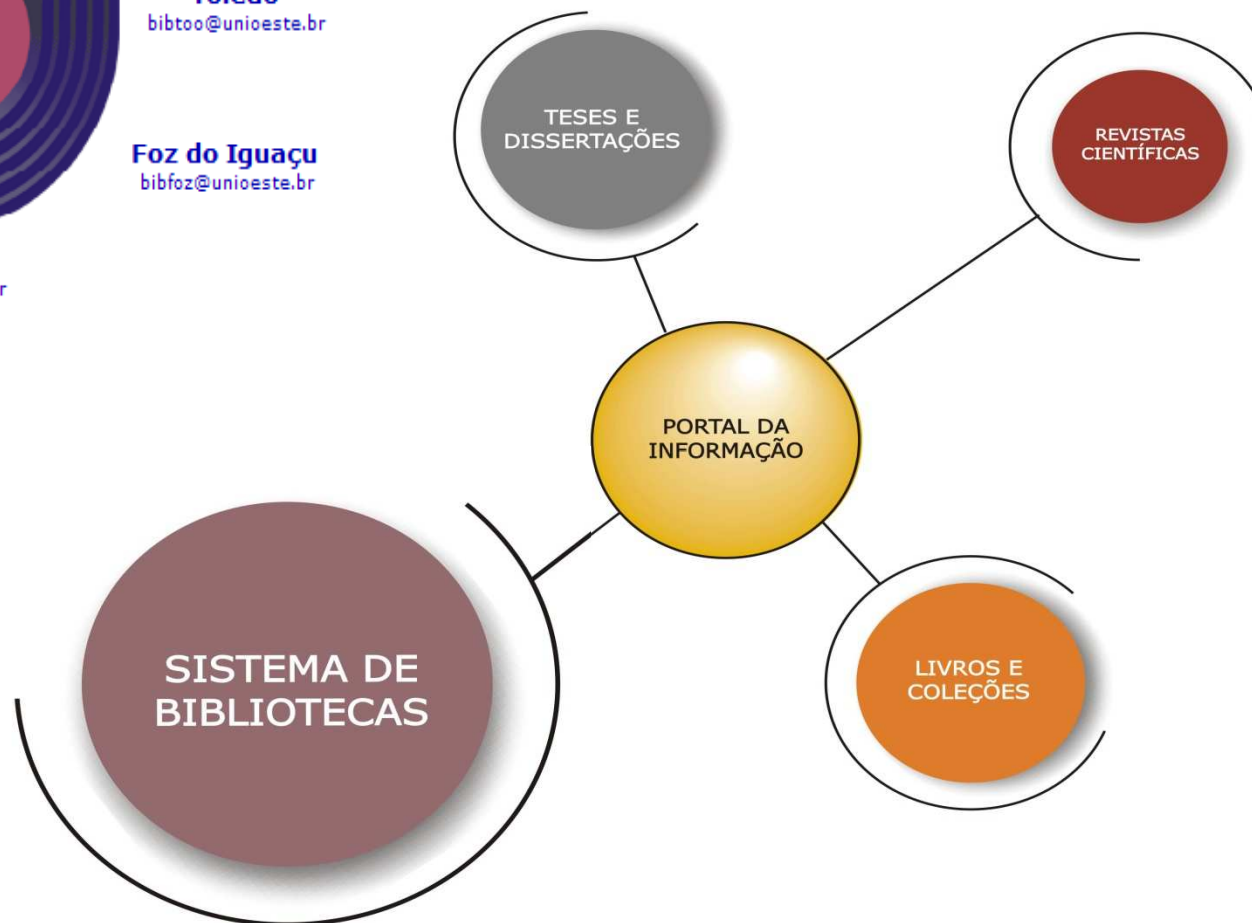 Toledo
bibtoo@unioeste.br
Foz do Iguaçu
bibfoz@unioeste.br
TESES E
DISSERTAÇÕES
REVISTAS
CIENTÍFICAS
PORTAL DA
INFORMAÇÃO
SISTEMA DE
BIBLIOTECAS
LIVROS E
COLEÇÕES